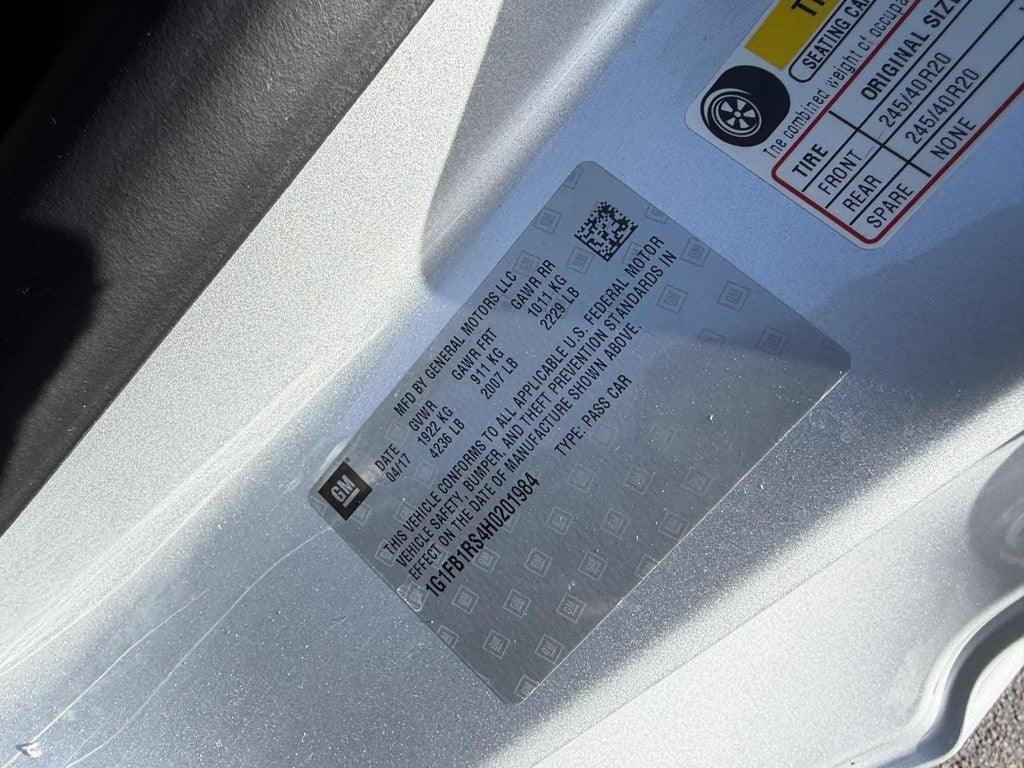 TI
SEATING CA
The combined weight of occupa
TIRE ORIGINAL SIZE
FRONT 245/40R20
REAR 245/40R20
SPARE NONE
GM
MFD BY GENERAL MOTORS LLC
DATE GVWR GAWR FRT GAWR RR
04/17 1922 KG 911 KG 1011 KG
4236 LB 2007 LB 2229 LB
THIS VEHICLE CONFORMS TO ALL APPLICABLE U.S. FEDERAL MOTOR
VEHICLE SAFETY, BUMPER, AND THEFT PREVENTION STANDARDS IN
EFFECT ON THE DATE OF MANUFACTURE SHOWN ABOVE.
1G1FB1RS4H0201984 TYPE: PASS CAR